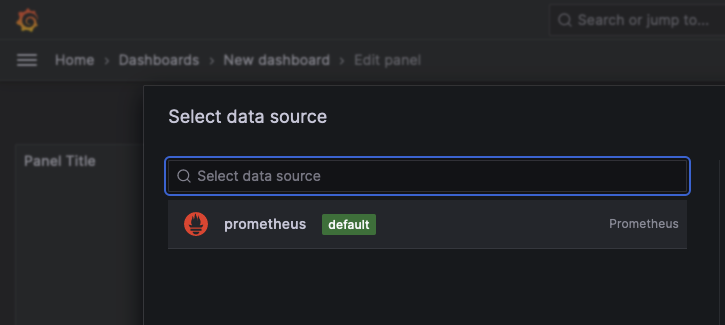 Search or jump to...
Home › Dashboards › New dashboard › Edit panel
Select data source
Panel Title
Select data source
prometheus default Prometheus